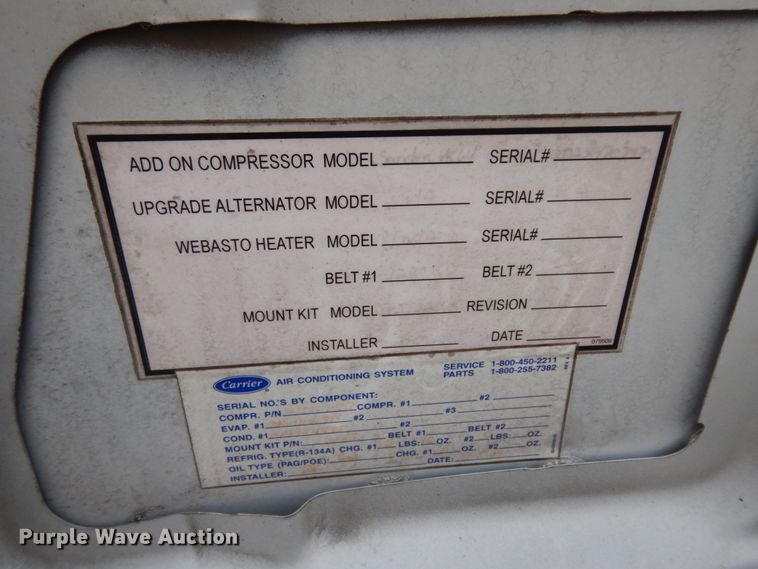 ADD ON COMPRESSOR MODEL SERIAL#
UPGRADE ALTERNATOR MODEL SERIAL#
WEBASTO HEATER MODEL SERIAL#
BELT #1 BELT #2
MOUNT KIT MODEL REVISION
INSTALLER DATE
Carrier AIR CONDITIONING SYSTEM SERVICE 1-800-450-2211
PARTS 1-800-255-7382
SERIAL NO.'S BY COMPONENT:
COMPR. P/N COMPR. #1 #2
EVAP. #1 #2 #3
COND. #1 #2
MOUNT KIT P/N: BELT #1 BELT #2
REFRIG. TYPE(R-134A) CHG. #1 LBS: OZ. #2 LBS: OZ.
OIL TYPE (PAG/POE): CHG. #1 OZ. #2 OZ.
INSTALLER: DATE:
Purple Wave Auction